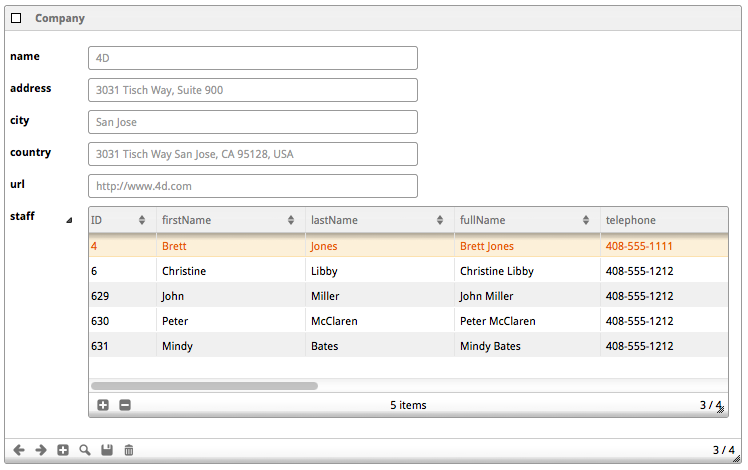 Company
name 4D
address 3031 Tisch Way, Suite 900
city San Jose
country 3031 Tisch Way San Jose, CA 95128, USA
url http://www.4d.com
staff ID firstName lastName fullName telephone
4 Brett Jones Brett Jones 408-555-1111
6 Christine Libby Christine Libby 408-555-1212
629 John Miller John Miller 408-555-1212
630 Peter McClaren Peter McClaren 408-555-1212
631 Mindy Bates Mindy Bates 408-555-1212
5 items 3 / 4
3 / 4